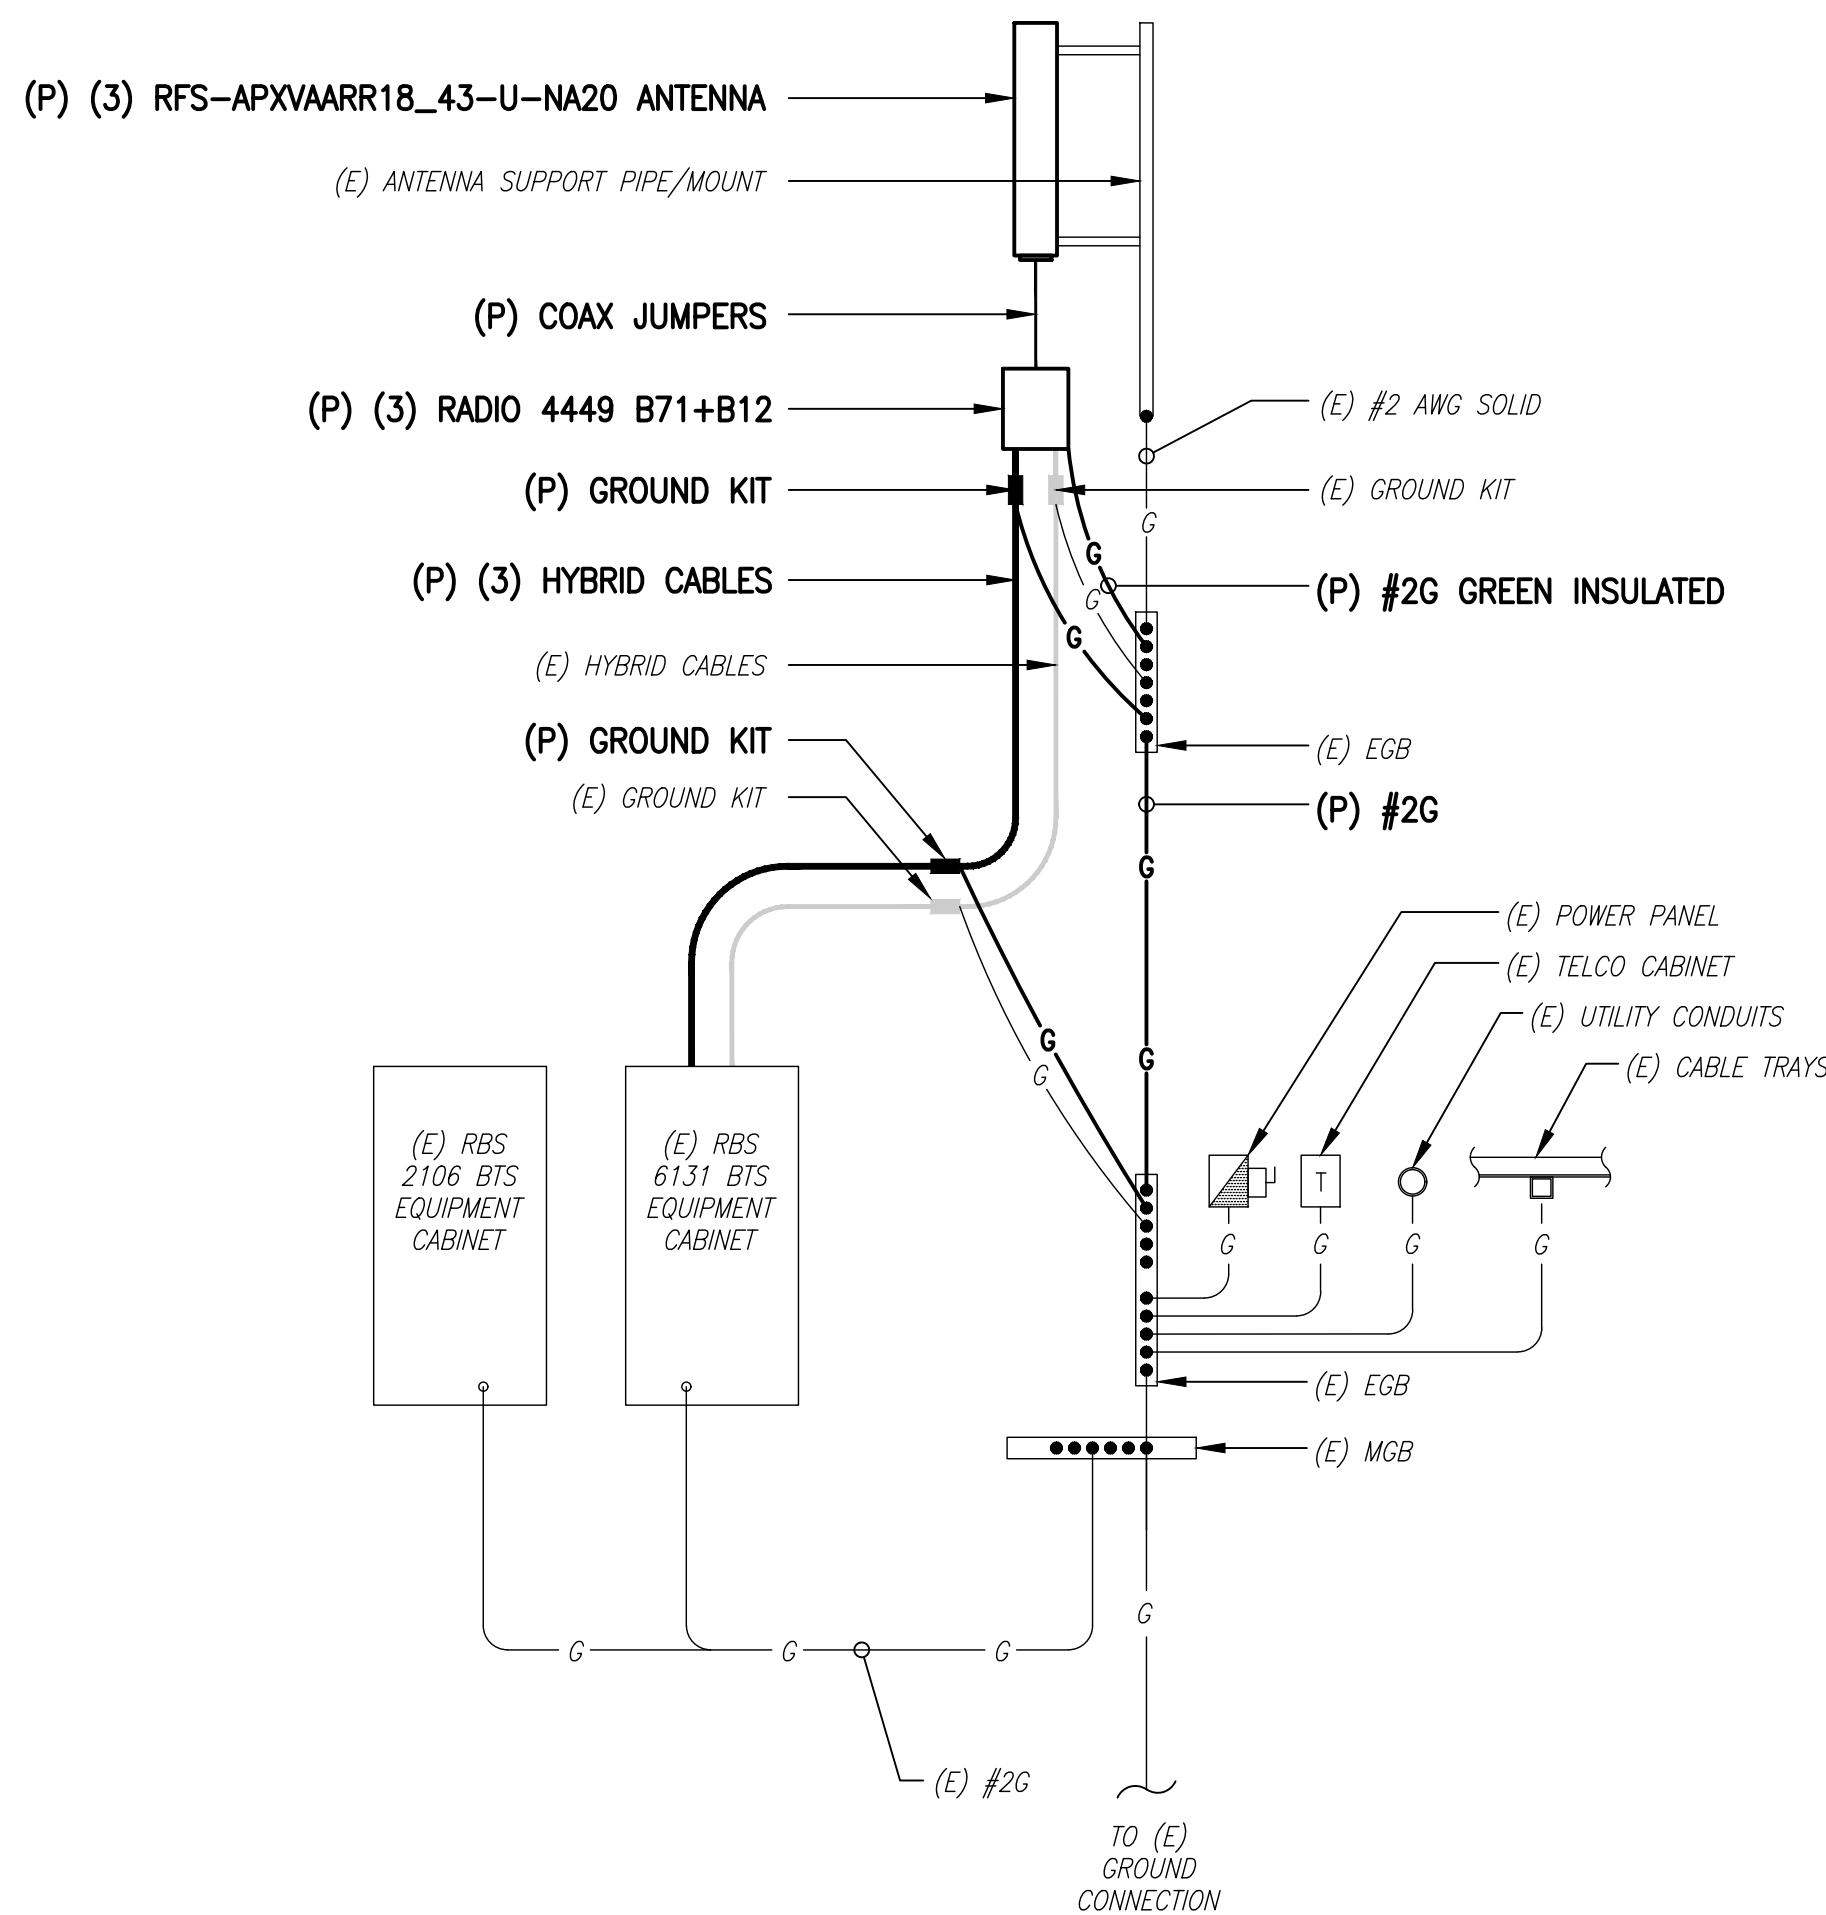 (P) (3) RFS-APXVAARR18_43-U-NA20 ANTENNA
(E) ANTENNA SUPPORT PIPE/MOUNT
(P) COAX JUMPERS
(P) (3) RADIO 4449 B71+B12
(E) #2 AWG SOLID
(P) GROUND KIT
(E) GROUND KIT
G
G
(P) (3) HYBRID CABLES
(P) #2G GREEN INSULATED
G
G
(E) HYBRID CABLES
(P) GROUND KIT
(E) EGB
(E) GROUND KIT
(P) #2G
G
(E) POWER PANEL
(E) TELCO CABINET
(E) UTILITY CONDUITS
G
G
(E) CABLE TRAYS
G
(E) RBS
2106 BTS
EQUIPMENT
CABINET
(E) RBS
6131 BTS
EQUIPMENT
CABINET
T
G
G
G
G
(E) EGB
(E) MGB
G
G
G
G
(E) #2G
TO (E)
GROUND
CONNECTION